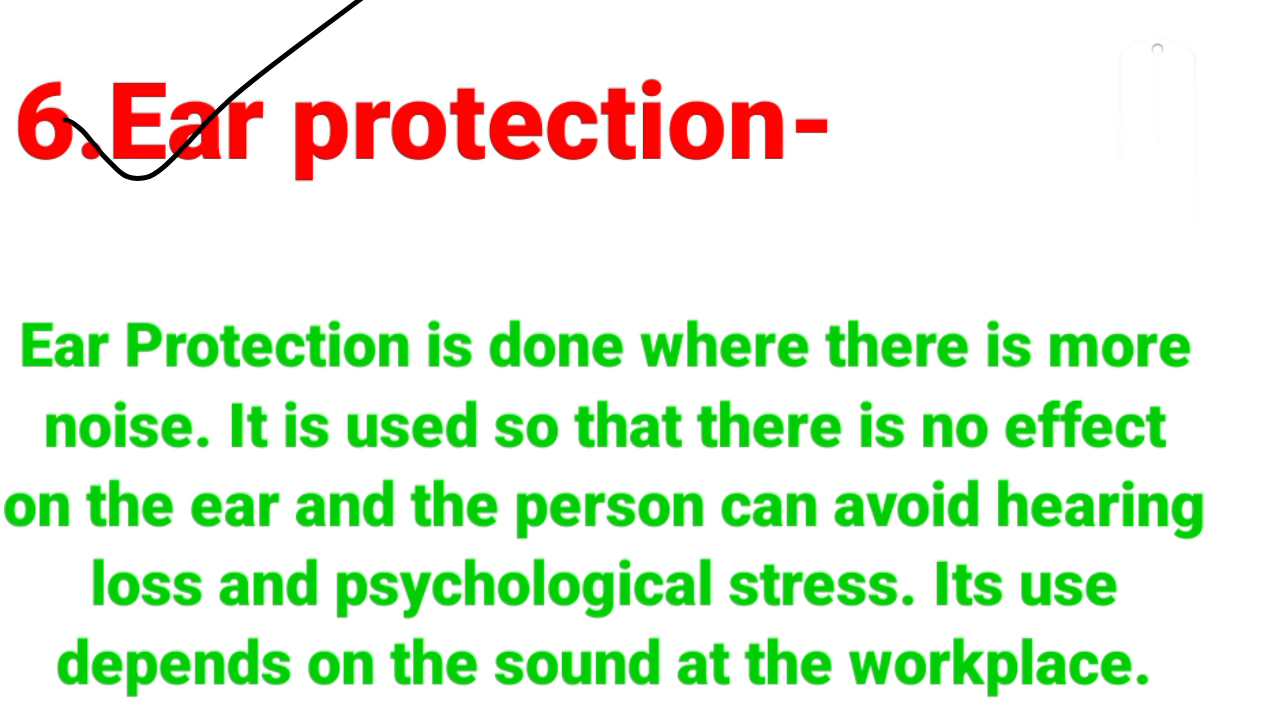 6.Ear protection-
Ear Protection is done where there is more
noise. It is used so that there is no effect
on the ear and the person can avoid hearing
loss and psychological stress. Its use
depends on the sound at the workplace.